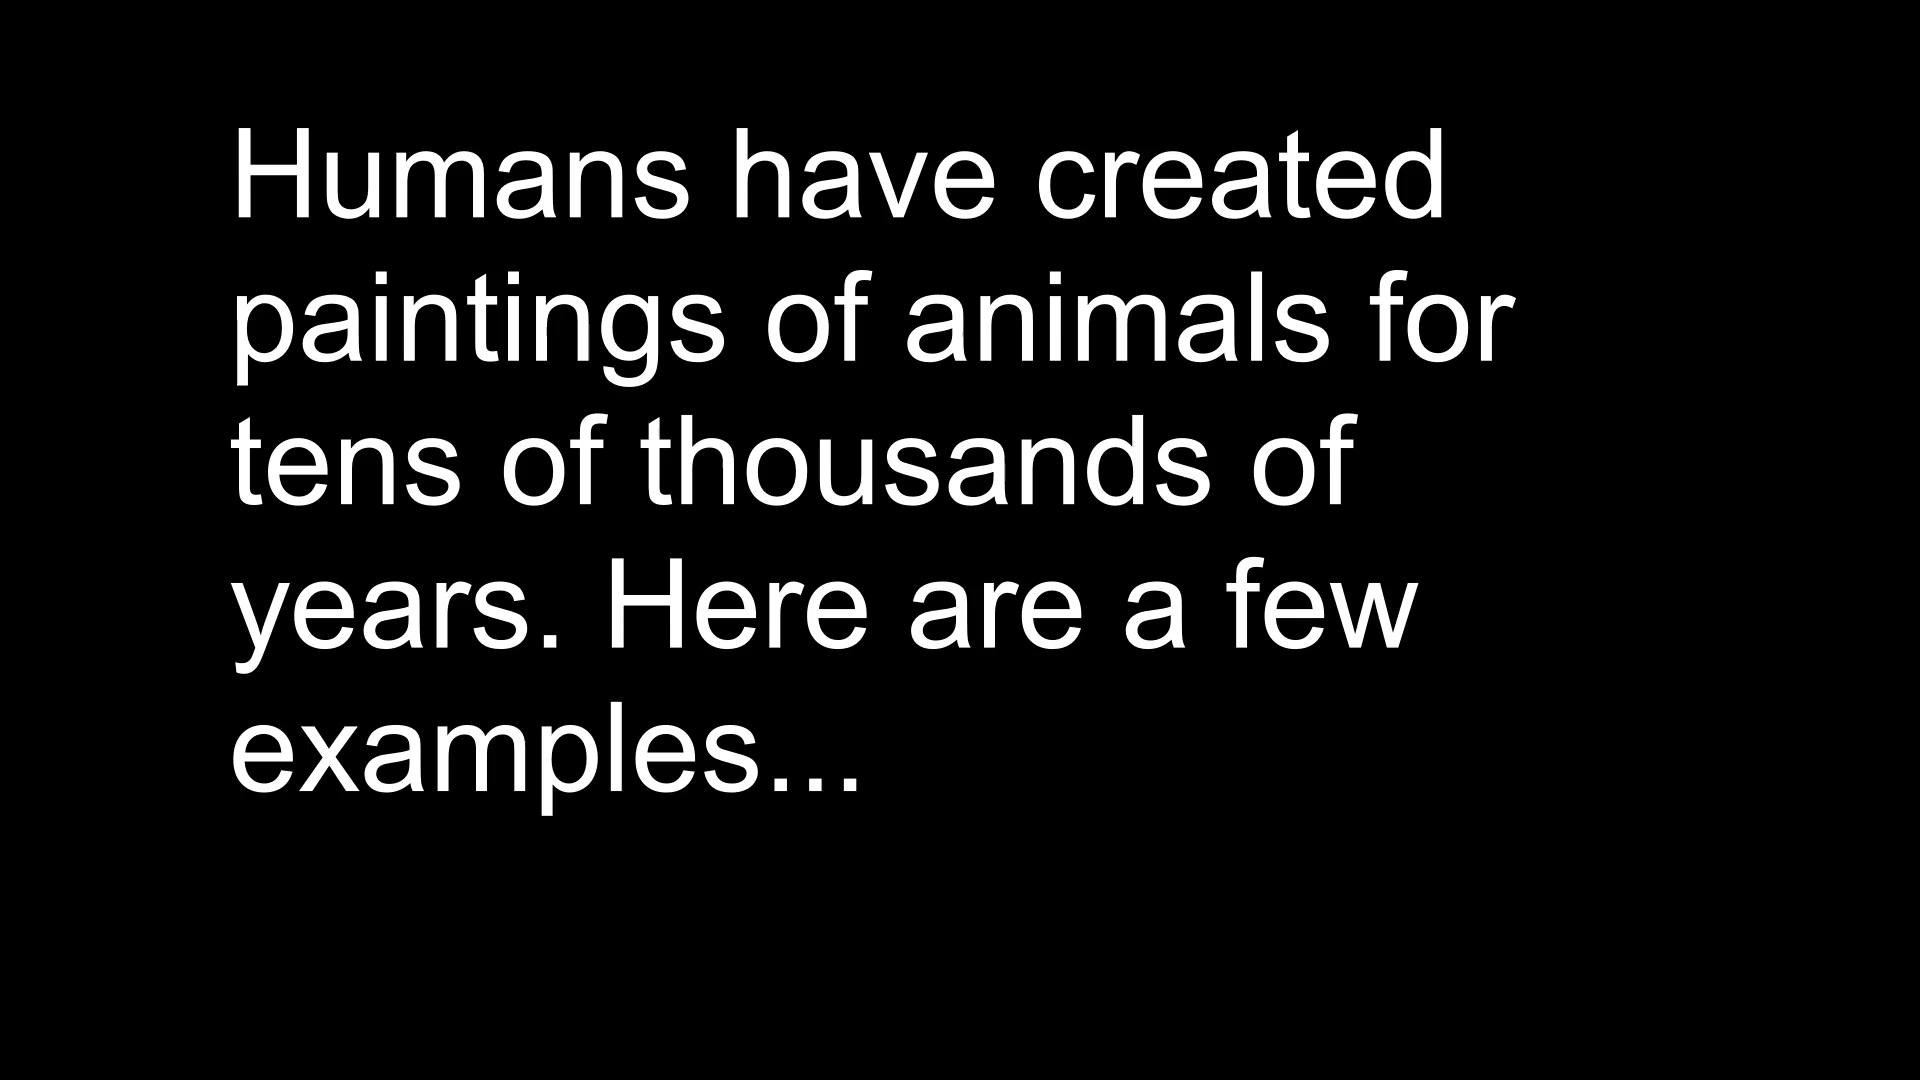 Humans have created
paintings of animals for
tens of thousands of
years. Here are a few
examples...